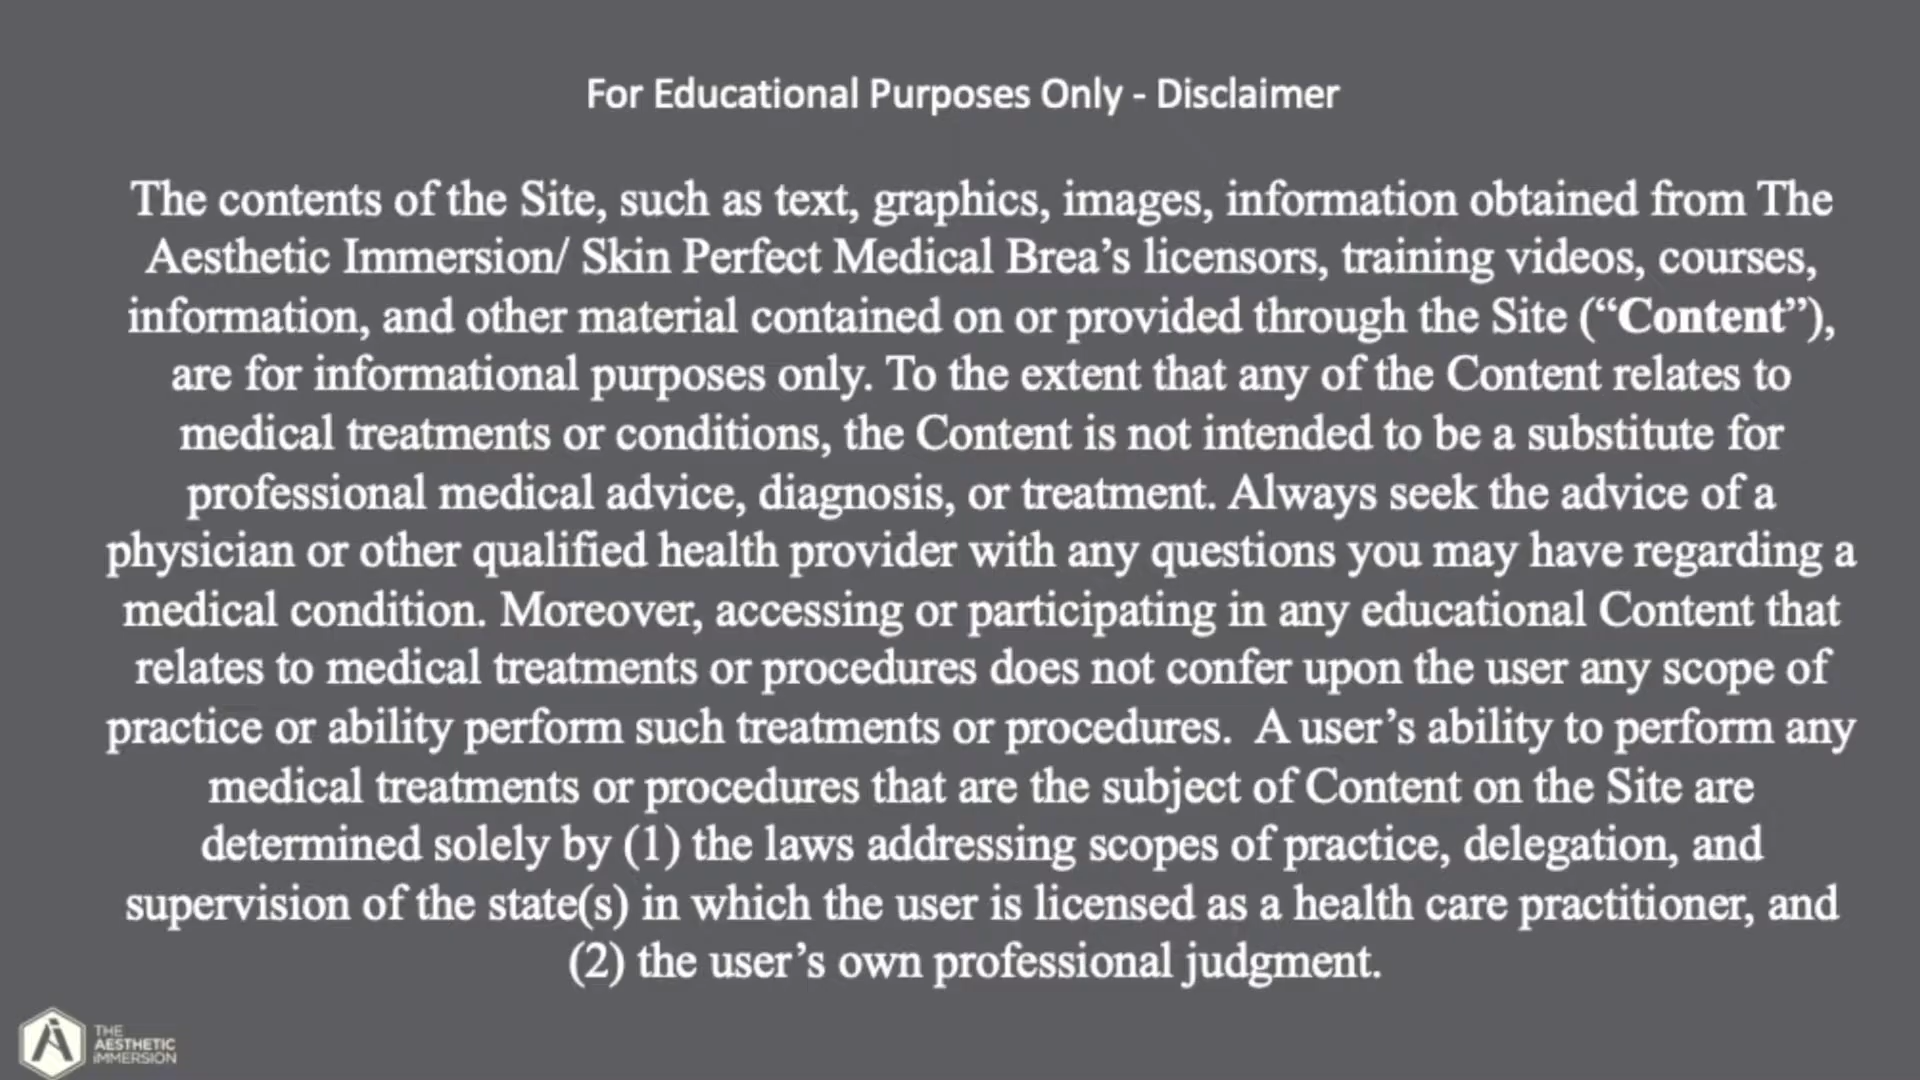 For Educational Purposes Only - Disclaimer
The contents of the Site, such as text, graphics, images, information obtained from The
Aesthetic Immersion/ Skin Perfect Medical Brea’s licensors, training videos, courses,
information, and other material contained on or provided through the Site (“Content”),
are for informational purposes only. To the extent that any of the Content relates to
medical treatments or conditions, the Content is not intended to be a substitute for
professional medical advice, diagnosis, or treatment. Always seek the advice of a
physician or other qualified health provider with any questions you may have regarding a
medical condition. Moreover, accessing or participating in any educational Content that
relates to medical treatments or procedures does not confer upon the user any scope of
practice or ability perform such treatments or procedures.  A user’s ability to perform any
medical treatments or procedures that are the subject of Content on the Site are
determined solely by (1) the laws addressing scopes of practice, delegation, and
supervision of the state(s) in which the user is licensed as a health care practitioner, and
(2) the user’s own professional judgment.
THE
AESTHETIC
iMMERSION